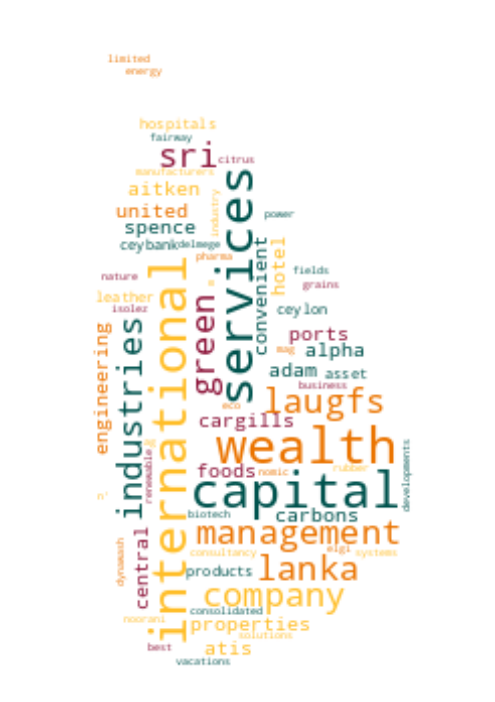 limited
energy
hospitals
fairway
sri
citrus
manufacturers
aitken
industry
services
united
power
spence
ceybank
delmege
convenient
hotel
pharma
international
fields
nature
grains
leather
green
isolez
ceylon
industries
engineering
ports
mag
alpha
adam
asset
business
laugfs
eco
cargills
wealth
developments
renewable
foods
nomic
rubber
capital
n'
biotech
carbons
central
management
dynawash
consultancy
elgi
systems
products
lanka
company
consolidated
noorani
properties
solutions
best
atis
vacations